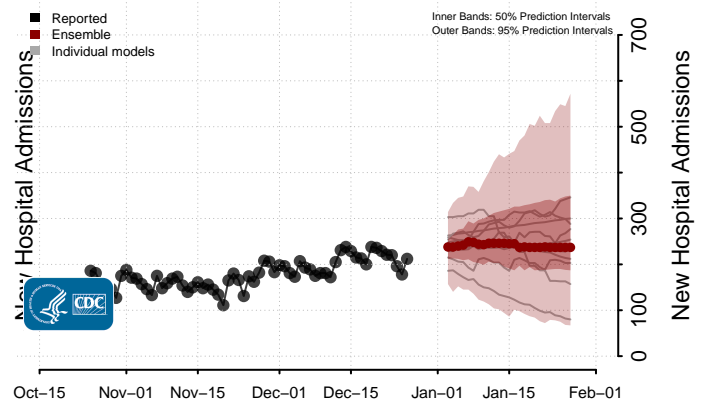 Reported
Ensemble
Individual models
Inner Bands: 50% Prediction Intervals
Outer Bands: 95% Prediction Intervals
New Hospital Admissions
CDC
700
500
300
100
0
New Hospital Admissions
Oct–15
Nov–01
Nov–15
Dec–01
Dec–15
Jan–01
Jan–15
Feb–01